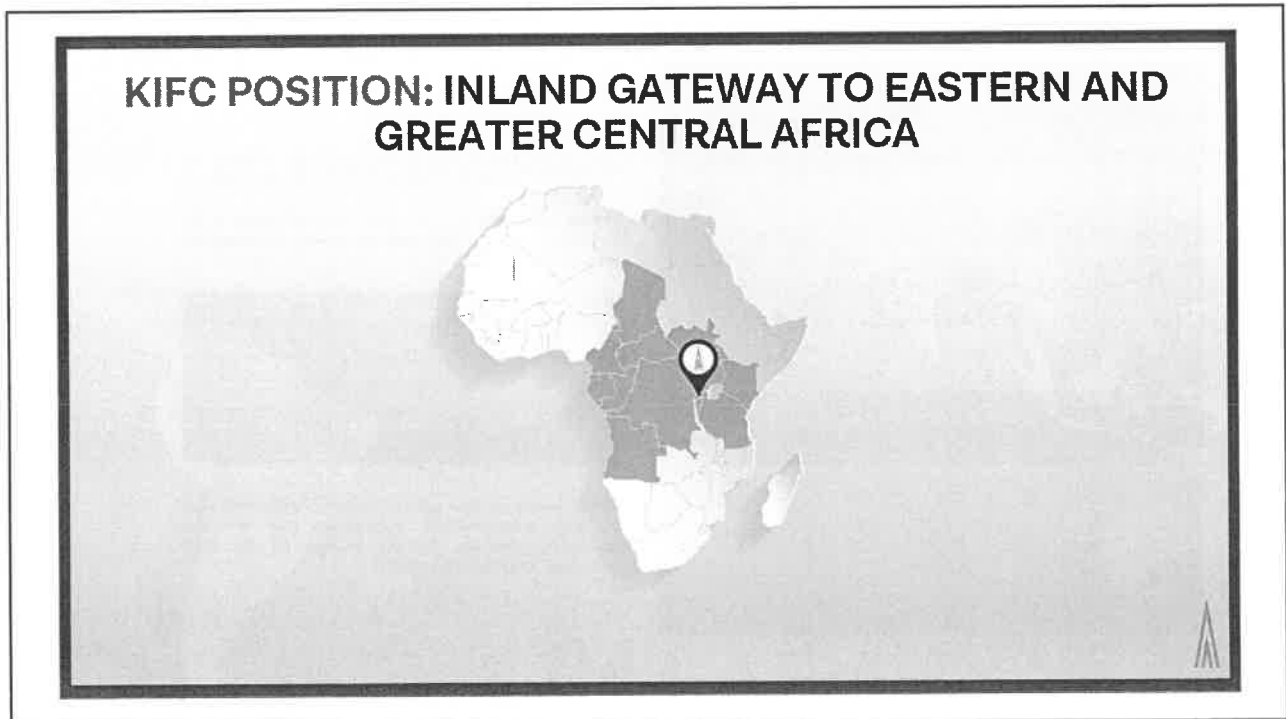 KIFC POSITION: INLAND GATEWAY TO EASTERN AND
GREATER CENTRAL AFRICA